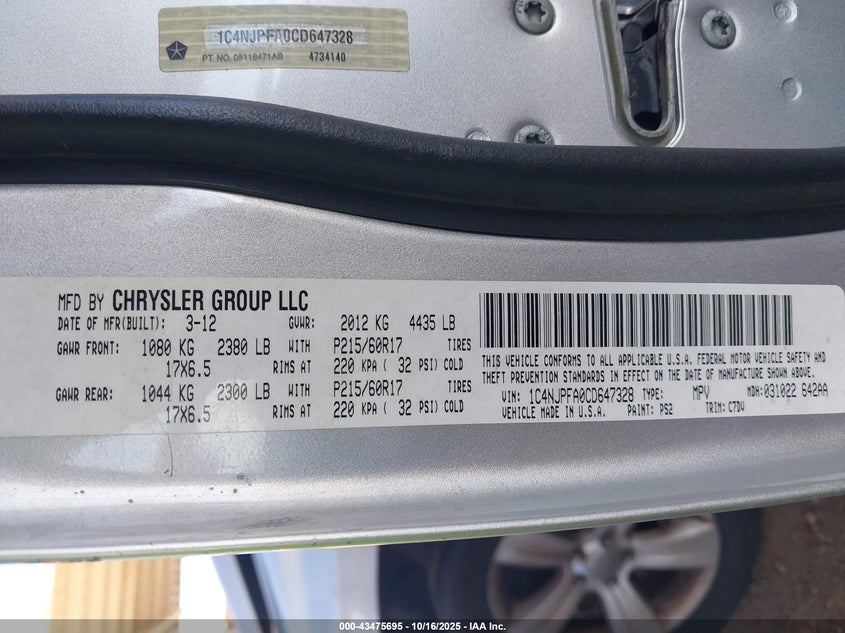 1C4NJPFA0CD647328
PT. NO. 05116471AB 4734140
MFD BY CHRYSLER GROUP LLC
DATE OF MFR(BUILT): 3-12 GVWR: 2012 KG 4435 LB
GAWR FRONT: 1080 KG 2380 LB WITH P215/60R17 TIRES
17X6.5 RIMS AT 220 KPA ( 32 PSI) COLD
GAWR REAR: 1044 KG 2300 LB WITH P215/60R17 TIRES
17X6.5 RIMS AT 220 KPA ( 32 PSI) COLD
THIS VEHICLE CONFORMS TO ALL APPLICABLE U.S.A. FEDERAL MOTOR VEHICLE SAFETY AND
THEFT PREVENTION STANDARDS IN EFFECT ON THE DATE OF MANUFACTURE SHOWN ABOVE.
VIN: 1C4NJPFA0CD647328 TYPE: MPV MDH:031022 642AA
VEHICLE MADE IN U.S.A. PAINT: PS2 TRIM: C7DV
000-43475695 - 10/16/2025 - IAA Inc.